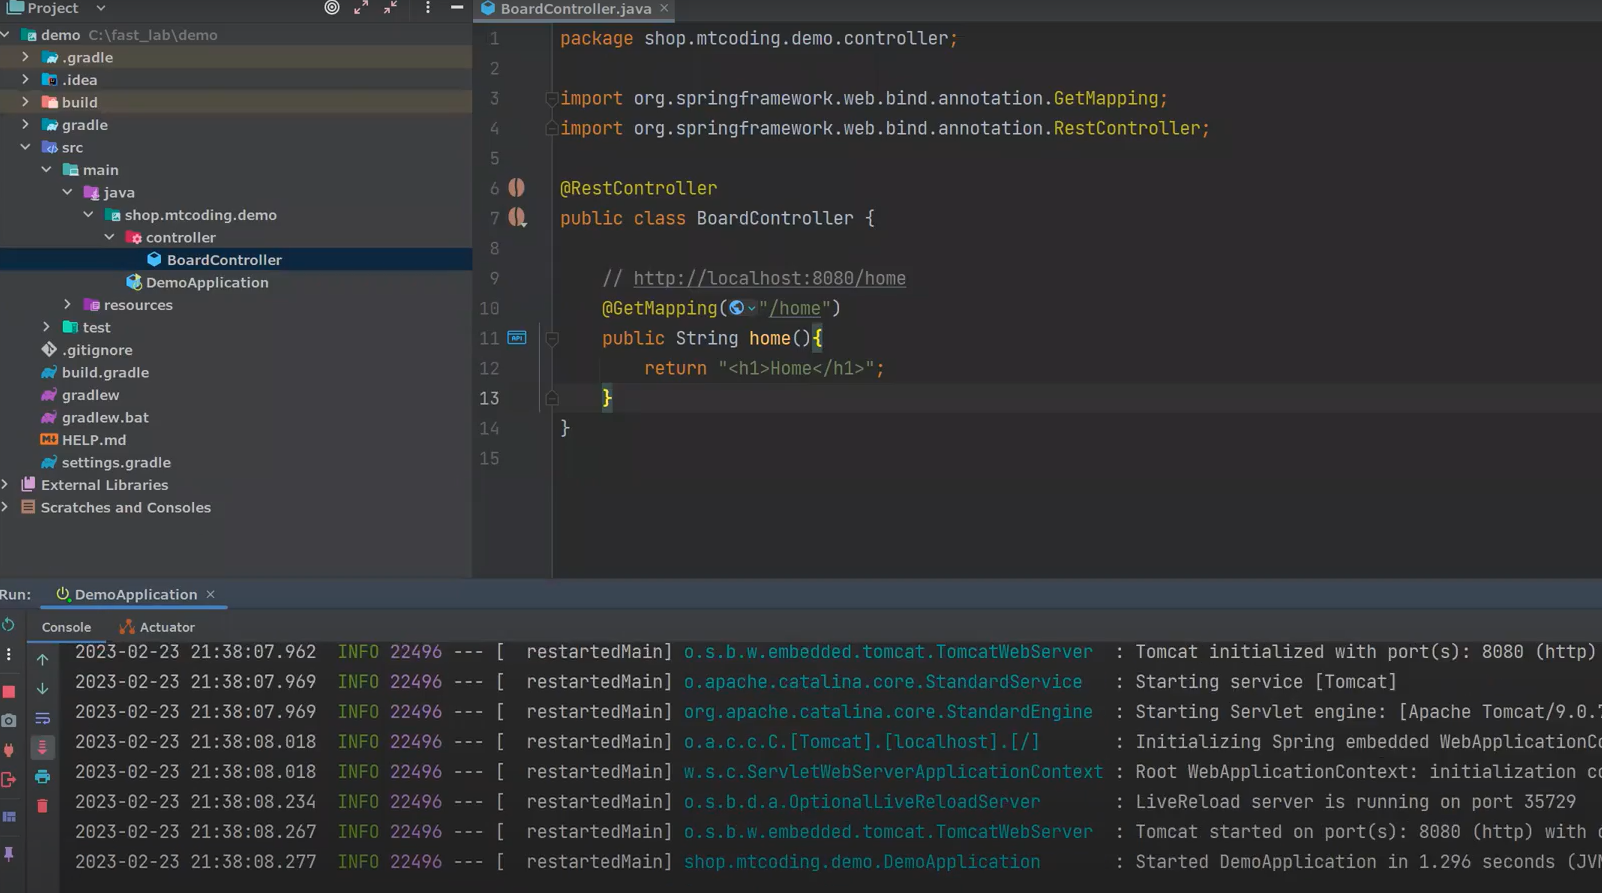 Project
demo C:\fast_lab\demo
.gradle
.idea
build
gradle
src
main
java
shop.mtcoding.demo
controller
BoardController
DemoApplication
resources
test
.gitignore
build.gradle
gradlew
gradlew.bat
HELP.md
settings.gradle
External Libraries
Scratches and Consoles
BoardController.java
1 package shop.mtcoding.demo.controller;
2
3 import org.springframework.web.bind.annotation.GetMapping;
4 import org.springframework.web.bind.annotation.RestController;
5
6 @RestController
7 public class BoardController {
8
9 // http://localhost:8080/home
10 @GetMapping("/home")
11 public String home(){
12 return "<h1>Home</h1>";
13 }
14 }
15
Run: DemoApplication
Console Actuator
2023-02-23 21:38:07.962 INFO 22496 --- [ restartedMain] o.s.b.w.embedded.tomcat.TomcatWebServer : Tomcat initialized with port(s): 8080 (http)
2023-02-23 21:38:07.969 INFO 22496 --- [ restartedMain] o.apache.catalina.core.StandardService : Starting service [Tomcat]
2023-02-23 21:38:07.969 INFO 22496 --- [ restartedMain] org.apache.catalina.core.StandardEngine : Starting Servlet engine: [Apache Tomcat/9.0.7
2023-02-23 21:38:08.018 INFO 22496 --- [ restartedMain] o.a.c.c.C.[Tomcat].[localhost].[/] : Initializing Spring embedded WebApplicationCo
2023-02-23 21:38:08.018 INFO 22496 --- [ restartedMain] w.s.c.ServletWebServerApplicationContext : Root WebApplicationContext: initialization co
2023-02-23 21:38:08.234 INFO 22496 --- [ restartedMain] o.s.b.d.a.OptionalLiveReloadServer : LiveReload server is running on port 35729
2023-02-23 21:38:08.267 INFO 22496 --- [ restartedMain] o.s.b.w.embedded.tomcat.TomcatWebServer : Tomcat started on port(s): 8080 (http) with c
2023-02-23 21:38:08.277 INFO 22496 --- [ restartedMain] shop.mtcoding.demo.DemoApplication : Started DemoApplication in 1.296 seconds (JVM